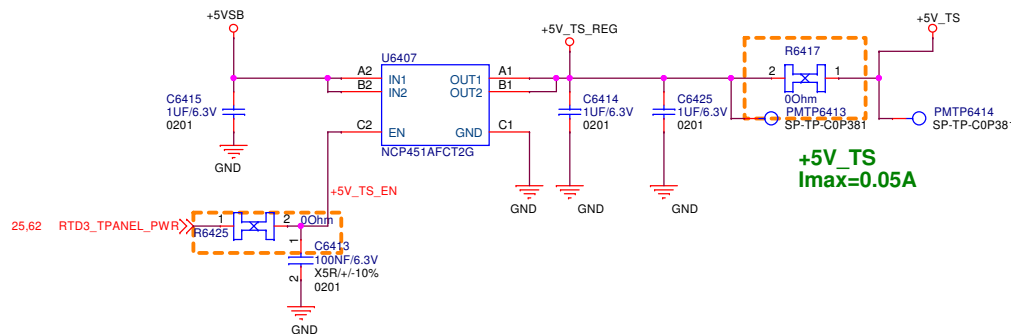 +5VSB
+5V_TS_REG
+5V_TS
U6407
A2 IN1 OUT1 A1
B2 IN2 OUT2 B1
C2 EN GND C1
NCP451AFCT2G
C6415
1UF/6.3V
0201
GND
C6414
1UF/6.3V
0201
GND
C6425
1UF/6.3V
0201
GND
GND
R6417
2 1
0Ohm
PMTP6413
SP-TP-C0P381
PMTP6414
SP-TP-C0P381
+5V_TS
Imax=0.05A
+5V_TS_EN
25,62 RTD3_TPANEL_PWR
1 2 0Ohm
R6425
1
C6413
100NF/6.3V
X5R/+/-10%
2
0201
GND